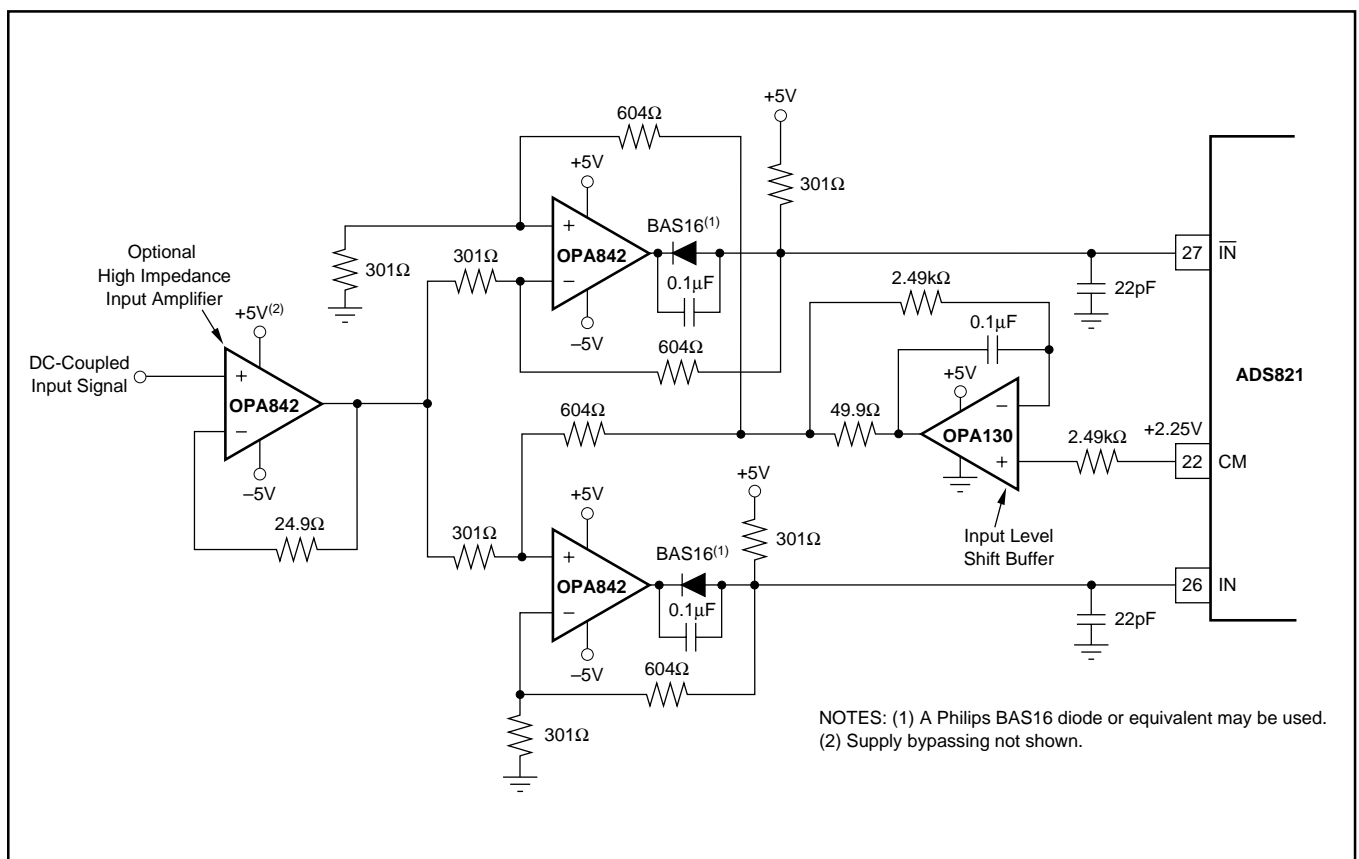 +5V
604Ω
+5V
301Ω
BAS16(1)
+
OPA842
–
0.1µF
–5V
301Ω
301Ω
604Ω
Optional
High Impedance
Input Amplifier
+5V(2)
DC-Coupled
Input Signal
+
OPA842
–
–5V
24.9Ω
27
IN
22pF
2.49kΩ
0.1µF
+5V
–
OPA130
+
49.9Ω
604Ω
2.49kΩ
+2.25V
22
CM
ADS821
Input Level
Shift Buffer
+5V
301Ω
+5V
301Ω
+
OPA842
–
BAS16(1)
0.1µF
–5V
604Ω
301Ω
26
IN
22pF
NOTES: (1) A Philips BAS16 diode or equivalent may be used.
(2) Supply bypassing not shown.